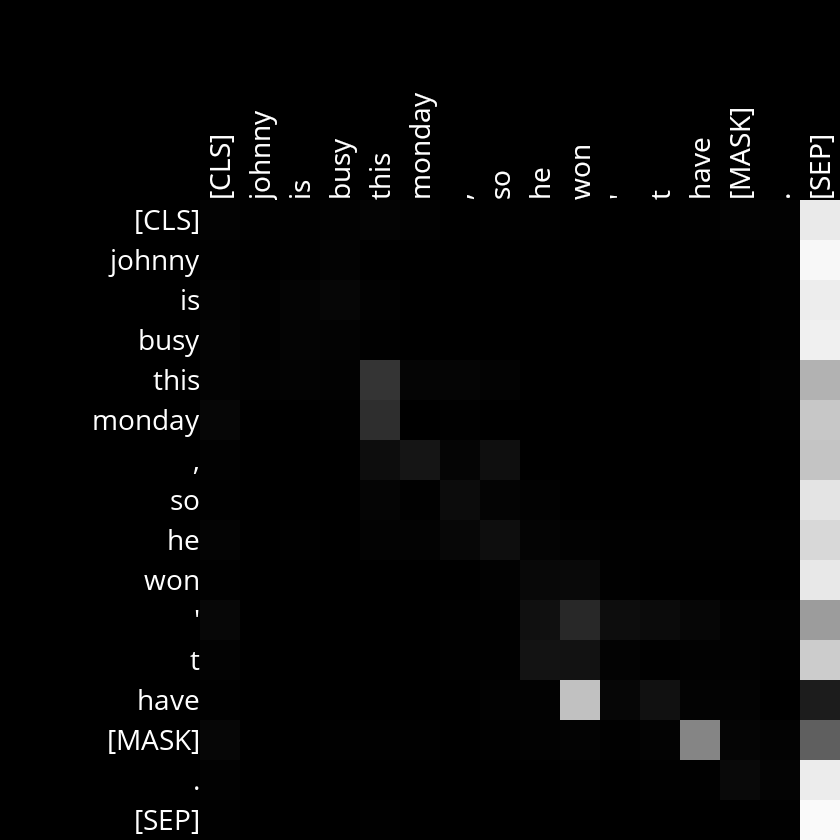 [CLS] johnny is busy this monday , so he won ' t have [MASK] . [SEP]
[CLS]
johnny
is
busy
this
monday
,
so
he
won
'
t
have
[MASK]
.
[SEP]